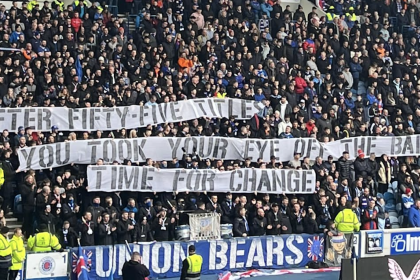 TER FIFTY-FIVE TITLES
YOU TOOK YOUR EYE OFF THE BA
TIME FOR CHANGE
UNION BEARS